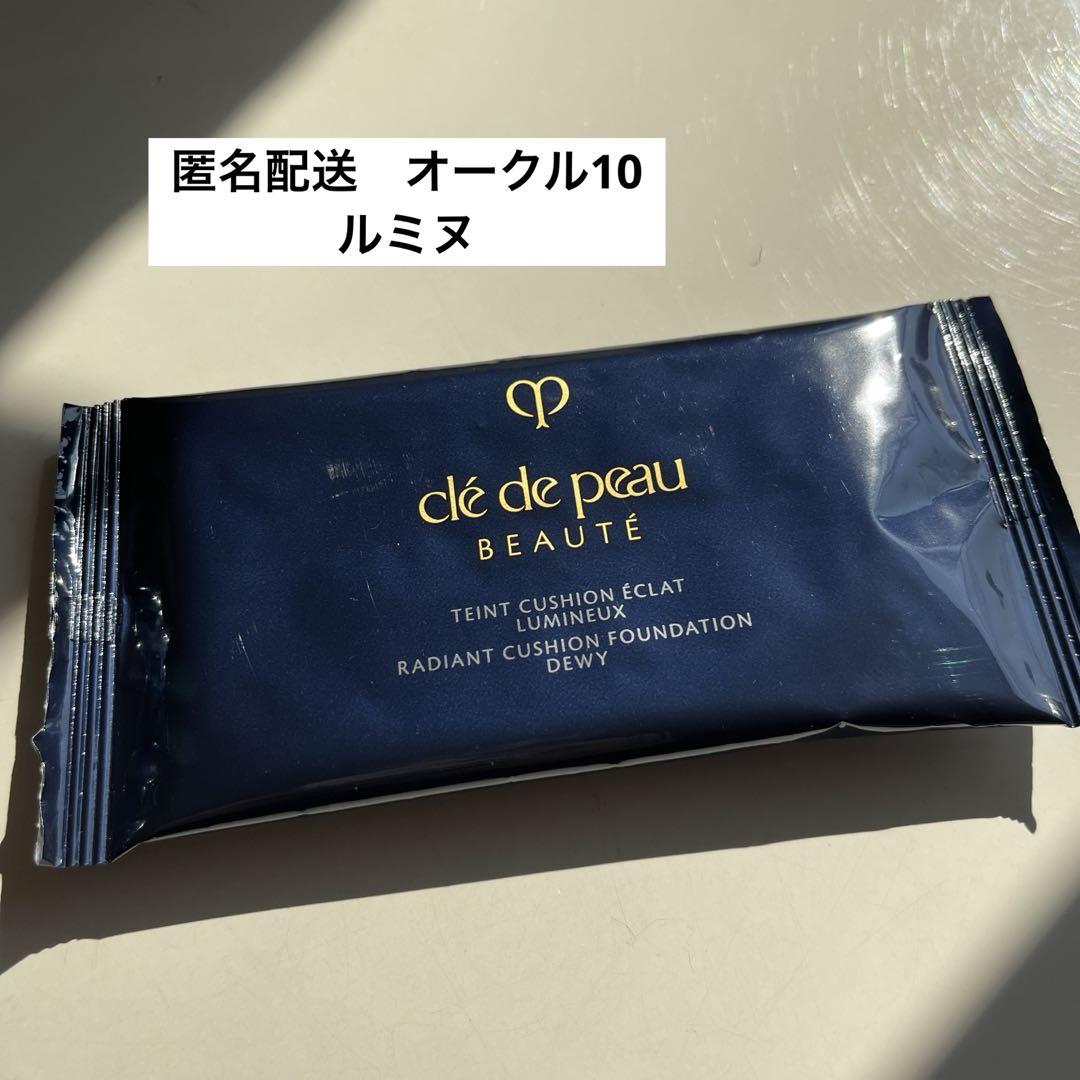 匿名配送　オークル10
ルミヌ
clé de peau
BEAUTÉ
TEINT CUSHION ÉCLAT
LUMINEUX
RADIANT CUSHION FOUNDATION
DEWY